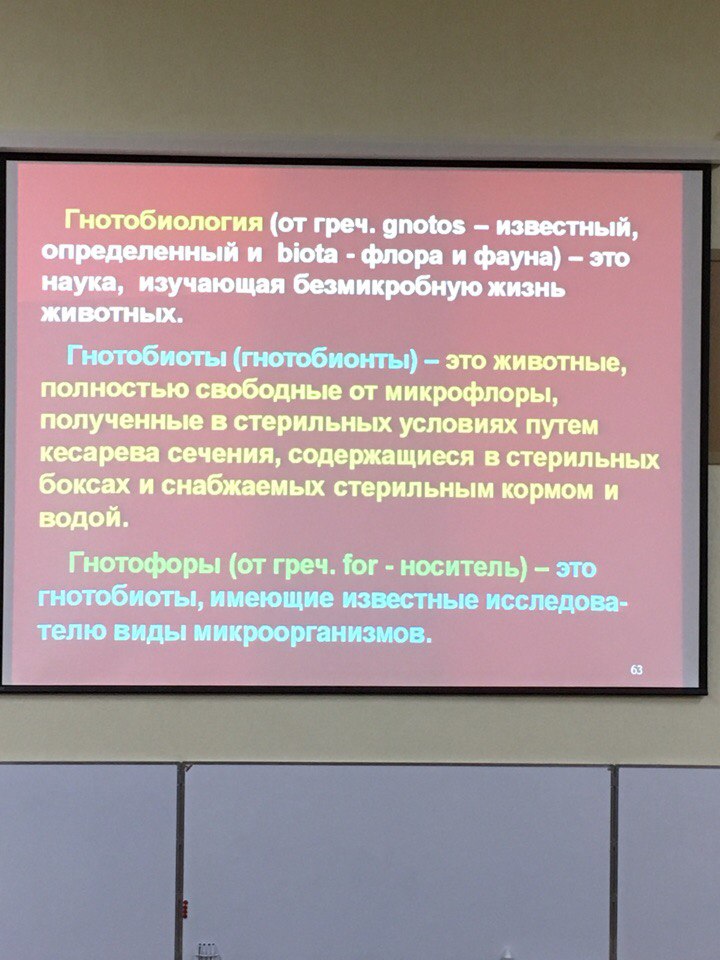 Гнотобиология (от греч. gnotos – известный,
определенный и biota - флора и фауна) – это
наука, изучающая безмикробную жизнь
животных.
Гнотобиоты (гнотобионты) – это животные,
полностью свободные от микрофлоры,
полученные в стерильных условиях путем
кесарева сечения, содержащиеся в стерильных
боксах и снабжаемых стерильным кормом и
водой.
Гнотофоры (от греч. for - носитель) – это
гнотобиоты, имеющие известные исследова-
телю виды микроорганизмов.
63